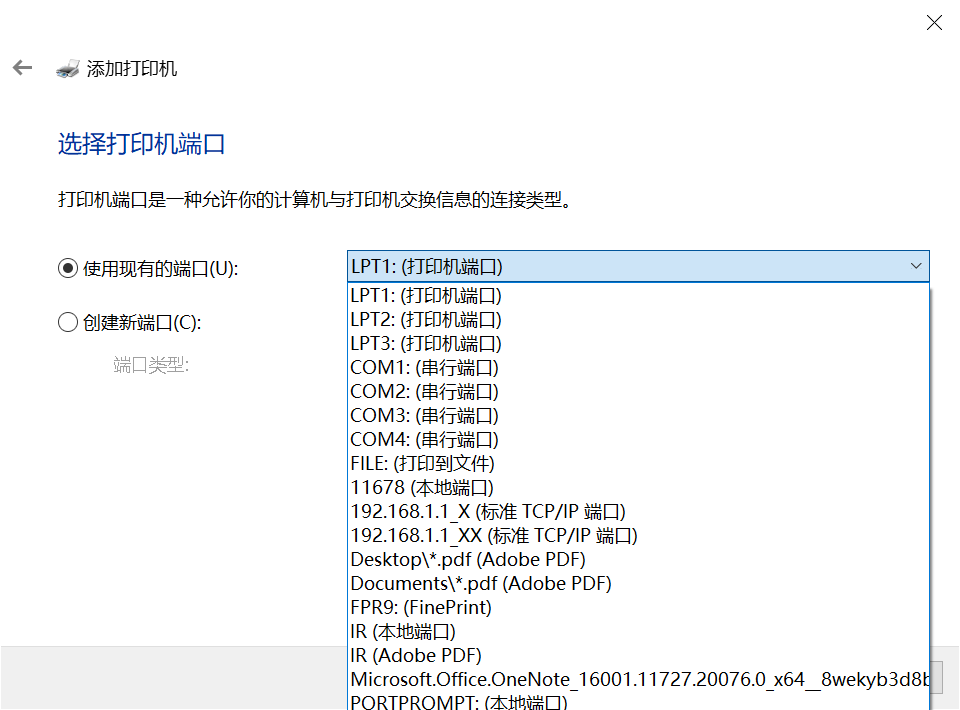 添加打印机
选择打印机端口
打印机端口是一种允许你的计算机与打印机交换信息的连接类型。
使用现有的端口(U):
LPT1: (打印机端口)
LPT1: (打印机端口)
LPT2: (打印机端口)
创建新端口(C):
LPT3: (打印机端口)
端口类型:
COM1: (串行端口)
COM2: (串行端口)
COM3: (串行端口)
COM4: (串行端口)
FILE: (打印到文件)
11678 (本地端口)
192.168.1.1_X (标准 TCP/IP 端口)
192.168.1.1_XX (标准 TCP/IP 端口)
Desktop\*.pdf (Adobe PDF)
Documents\*.pdf (Adobe PDF)
FPR9: (FinePrint)
IR (本地端口)
IR (Adobe PDF)
Microsoft.Office.OneNote_16001.11727.20076.0_x64__8wekyb3d8b
PORTPROMPT: (本地端口)